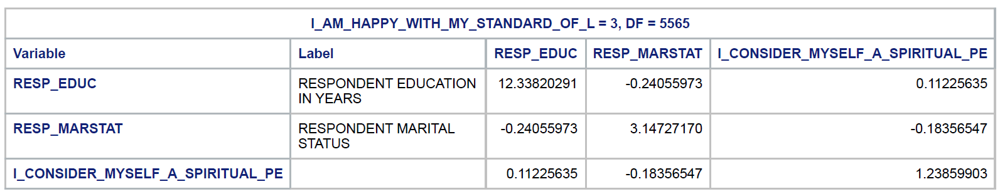 I_AM_HAPPY_WITH_MY_STANDARD_OF_L = 3, DF = 5565
Variable Label RESP_EDUC RESP_MARSTAT I_CONSIDER_MYSELF_A_SPIRITUAL_PE
RESP_EDUC RESPONDENT EDUCATION 12.33820291 -0.24055973 0.11225635
IN YEARS
RESP_MARSTAT RESPONDENT MARITAL -0.24055973 3.14727170 -0.18356547
STATUS
I_CONSIDER_MYSELF_A_SPIRITUAL_PE 0.11225635 -0.18356547 1.23859903